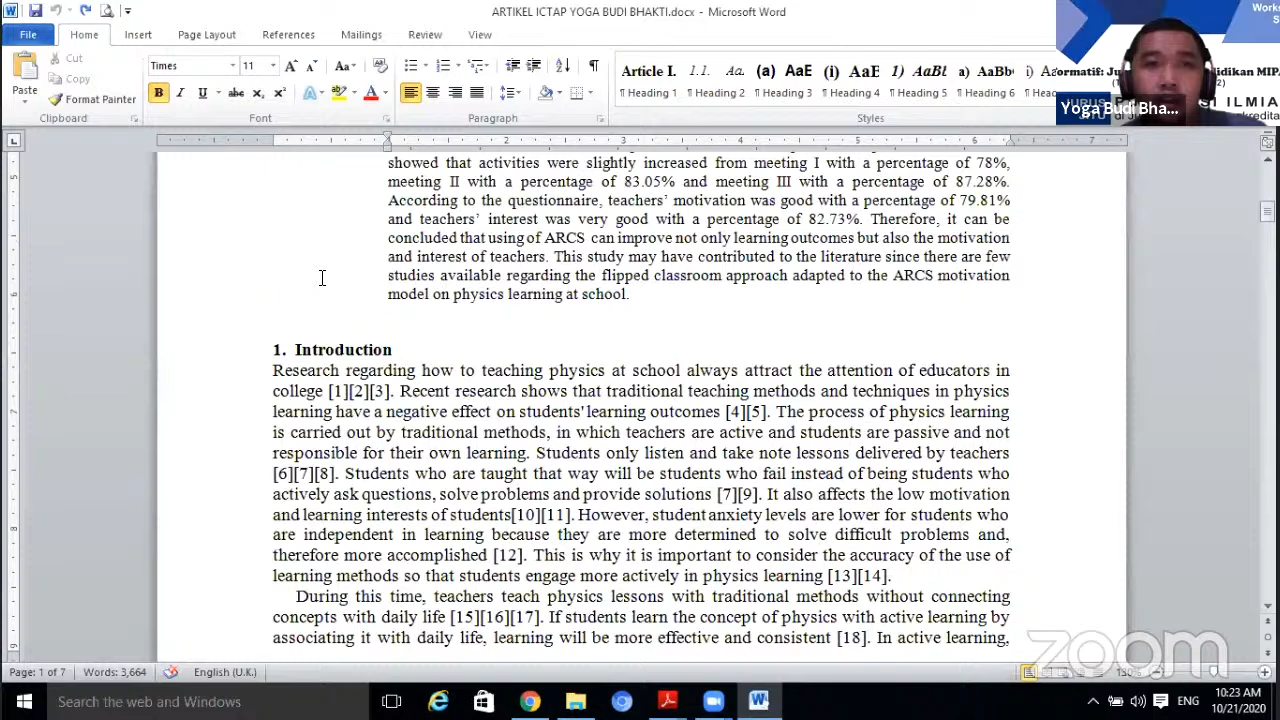 ARTIKEL ICTAP YOGA BUDI BHAKTI.docx - Microsoft Word
File Home Insert Page Layout References Mailings Review View
Paste
Cut
Copy
Format Painter
Clipboard
Times 11
Font
Paragraph
Article I. 1.1. Aa. (a) AaE (i) AaE 1) AaBl a) AaBb (i) Aa
Heading 1 Heading 2 Heading 3 Heading 4 Heading 5 Heading 6
Styles
Works
ormatif: Ju didikan MIPA
Yoga Budi Bha...
showed that activities were slightly increased from meeting I with a percentage of 78%,
meeting II with a percentage of 83.05% and meeting III with a percentage of 87.28%.
According to the questionnaire, teachers' motivation was good with a percentage of 79.81%
and teachers' interest was very good with a percentage of 82.73%. Therefore, it can be
concluded that using of ARCS can improve not only learning outcomes but also the motivation
and interest of teachers. This study may have contributed to the literature since there are few
studies available regarding the flipped classroom approach adapted to the ARCS motivation
model on physics learning at school.
1. Introduction
Research regarding how to teaching physics at school always attract the attention of educators in
college [1][2][3]. Recent research shows that traditional teaching methods and techniques in physics
learning have a negative effect on students' learning outcomes [4][5]. The process of physics learning
is carried out by traditional methods, in which teachers are active and students are passive and not
responsible for their own learning. Students only listen and take note lessons delivered by teachers
[6][7][8]. Students who are taught that way will be students who fail instead of being students who
actively ask questions, solve problems and provide solutions [7][9]. It also affects the low motivation
and learning interests of students[10][11]. However, student anxiety levels are lower for students who
are independent in learning because they are more determined to solve difficult problems and,
therefore more accomplished [12]. This is why it is important to consider the accuracy of the use of
learning methods so that students engage more actively in physics learning [13][14].
During this time, teachers teach physics lessons with traditional methods without connecting
concepts with daily life [15][16][17]. If students learn the concept of physics with active learning by
associating it with daily life, learning will be more effective and consistent [18]. In active learning,
zoom
Page: 1 of 7 Words: 3,664 English (U.K.) 130%
Search the web and Windows
ENG
10:23 AM
10/21/2020